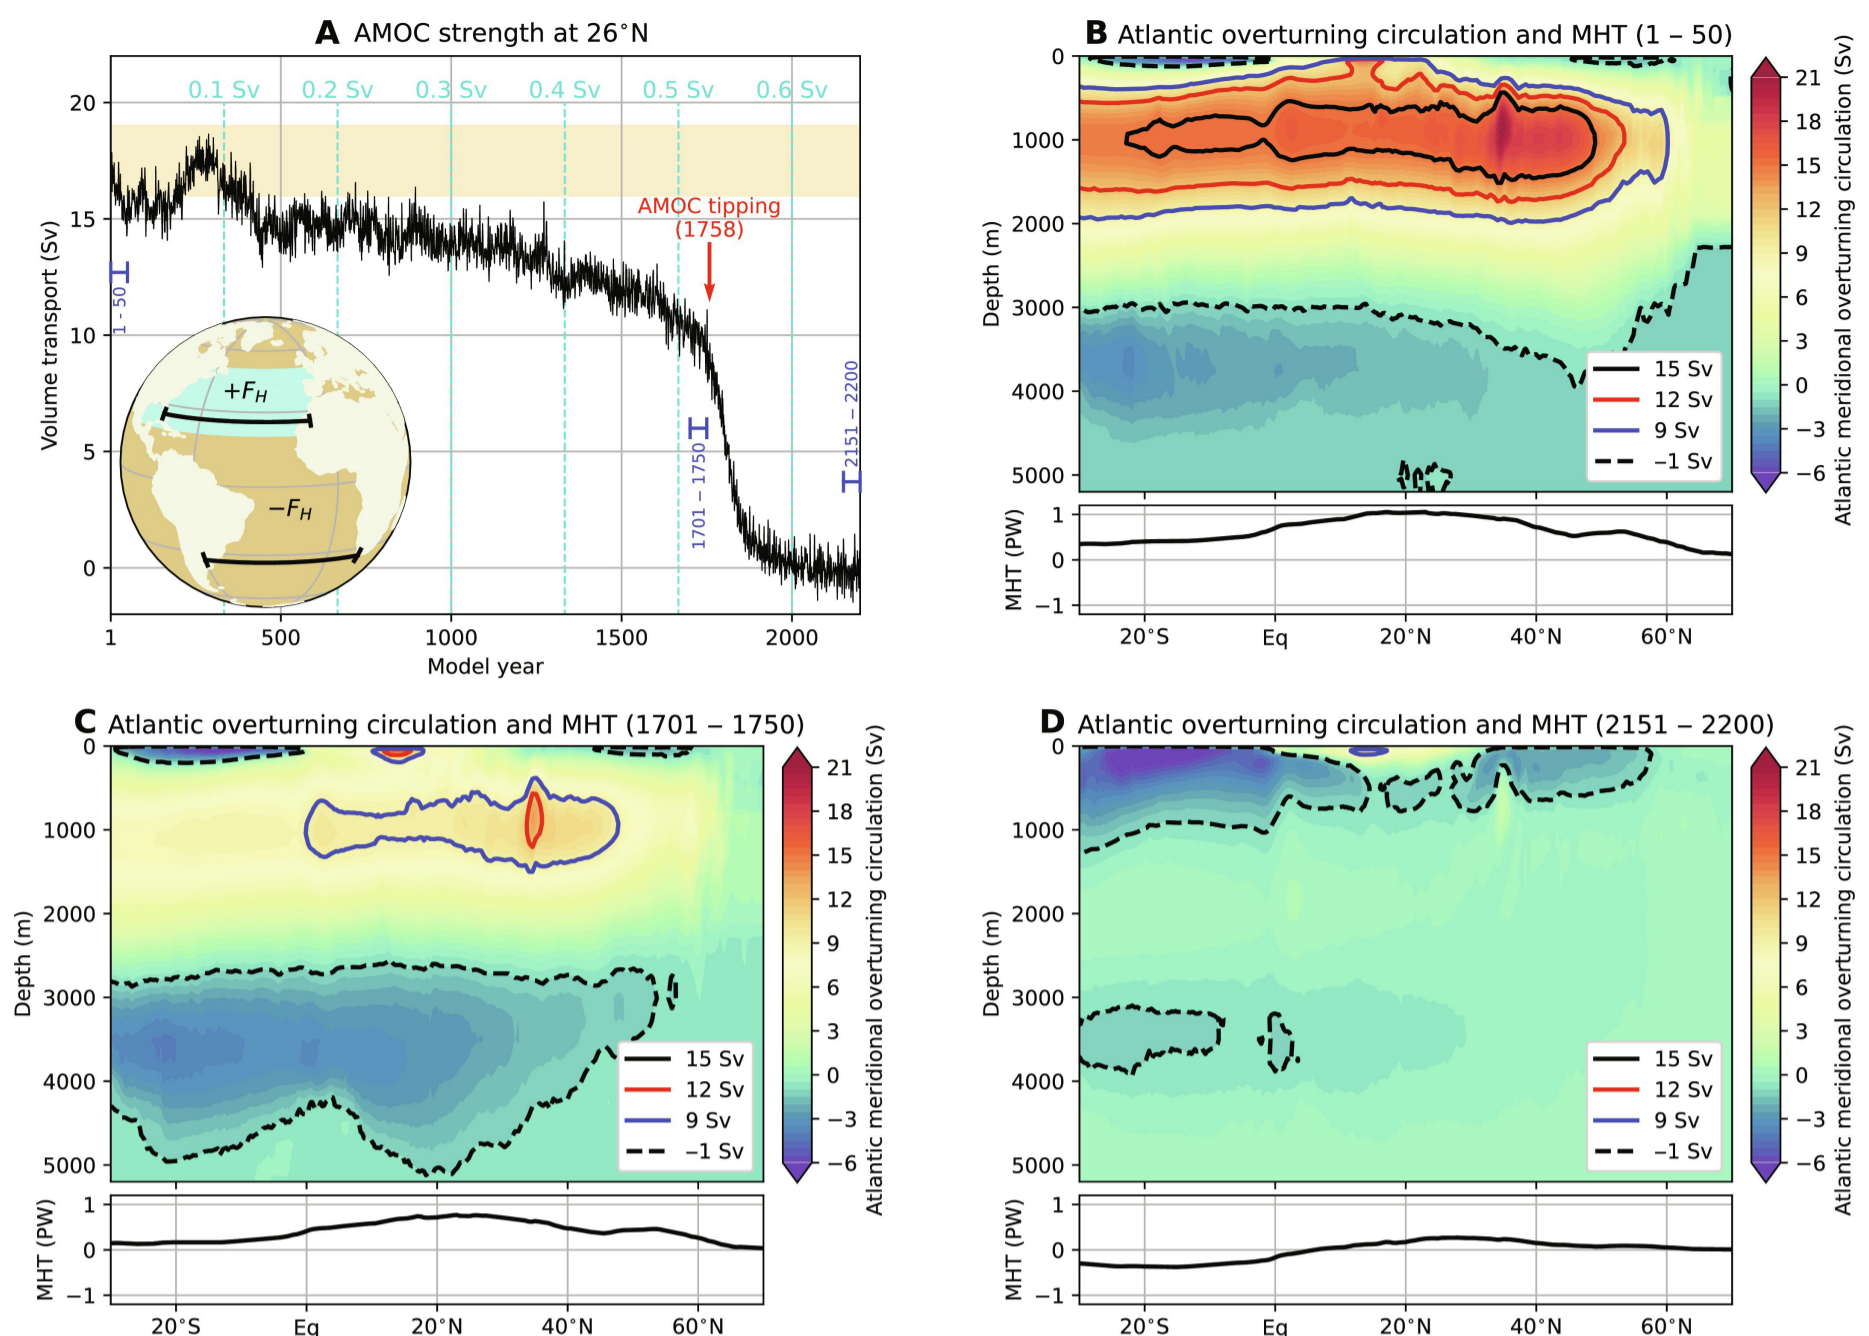 A AMOC strength at 26°N
0.1 Sv 0.2 Sv 0.3 Sv 0.4 Sv 0.5 Sv 0.6 Sv
20
15
10
5
0
Volume transport (Sv)
AMOC tipping
(1758)
1 - 50
1701 – 1750
2151 – 2200
+F_H
−F_H
1 500 1000 1500 2000
Model year
B Atlantic overturning circulation and MHT (1 – 50)
0
1000
2000
3000
4000
5000
Depth (m)
15 Sv
12 Sv
9 Sv
−1 Sv
21
18
15
12
9
6
3
0
−3
−6
Atlantic meridional overturning circulation (Sv)
1
0
−1
MHT (PW)
20°S Eq 20°N 40°N 60°N
C Atlantic overturning circulation and MHT (1701 – 1750)
0
1000
2000
3000
4000
5000
Depth (m)
15 Sv
12 Sv
9 Sv
−1 Sv
21
18
15
12
9
6
3
0
−3
−6
Atlantic meridional overturning circulation (Sv)
1
0
−1
MHT (PW)
20°S Eq 20°N 40°N 60°N
D Atlantic overturning circulation and MHT (2151 – 2200)
0
1000
2000
3000
4000
5000
Depth (m)
15 Sv
12 Sv
9 Sv
−1 Sv
21
18
15
12
9
6
3
0
−3
−6
Atlantic meridional overturning circulation (Sv)
1
0
−1
MHT (PW)
20°S Eq 20°N 40°N 60°N